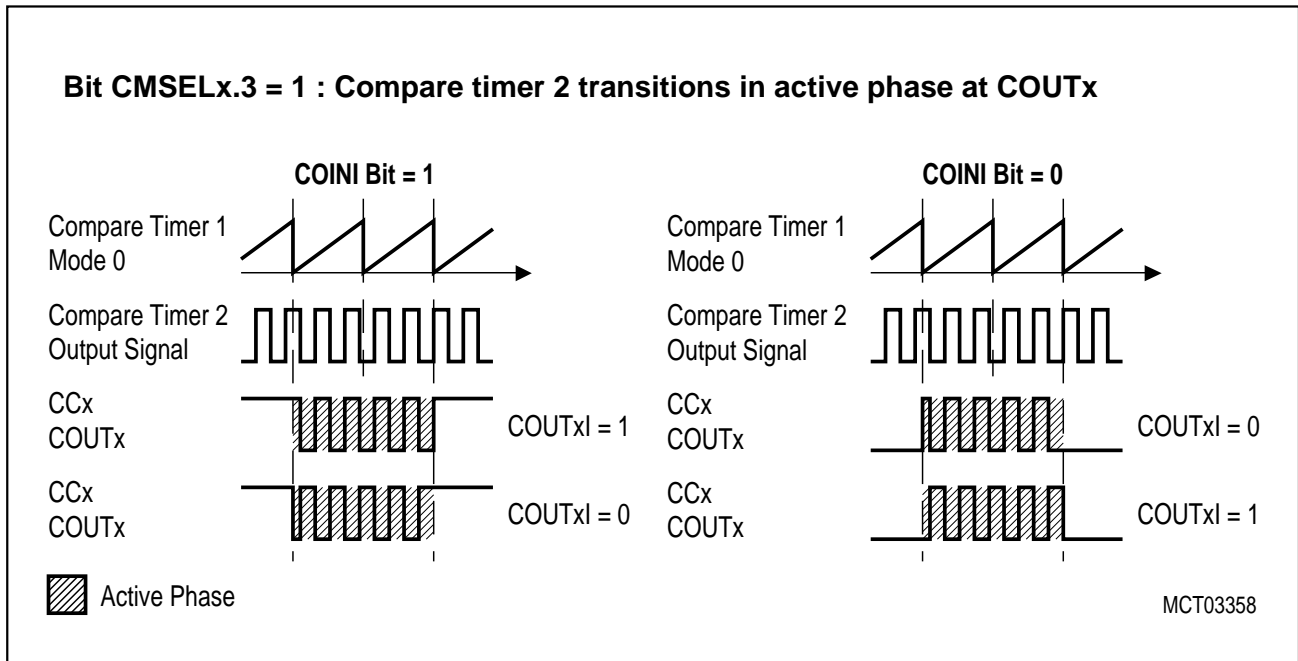 Bit CMSELx.3 = 1 : Compare timer 2 transitions in active phase at COUTx
COINI Bit = 1
Compare Timer 1
Mode 0
Compare Timer 2
Output Signal
CCx
COUTx
COUTxI = 1
CCx
COUTx
COUTxI = 0
COINI Bit = 0
Compare Timer 1
Mode 0
Compare Timer 2
Output Signal
CCx
COUTx
COUTxI = 0
CCx
COUTx
COUTxI = 1
Active Phase
MCT03358